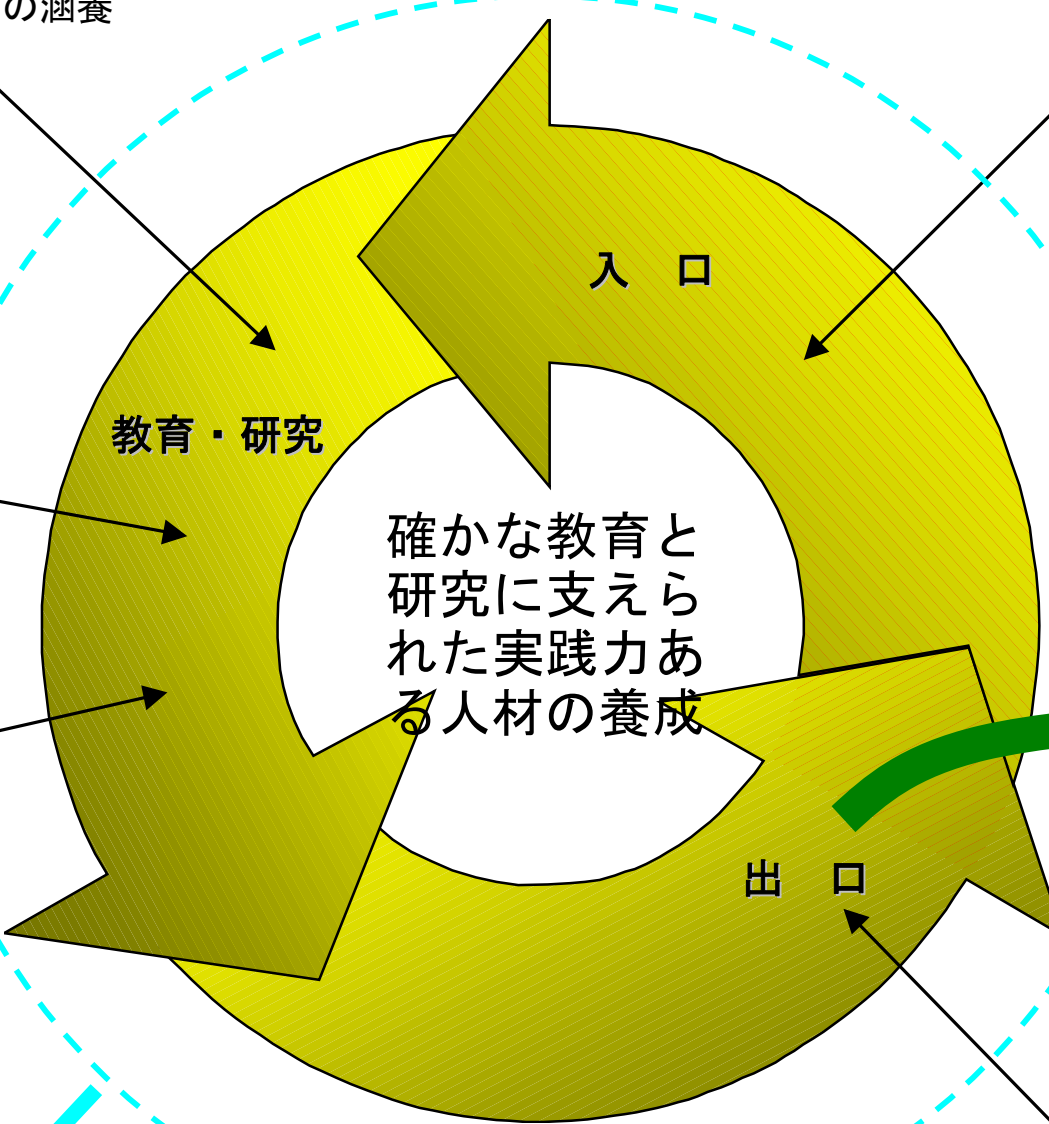 の涵養
入　口
教育・研究
確かな教育と
研究に支えら
れた実践力あ
る人材の養成
出　口